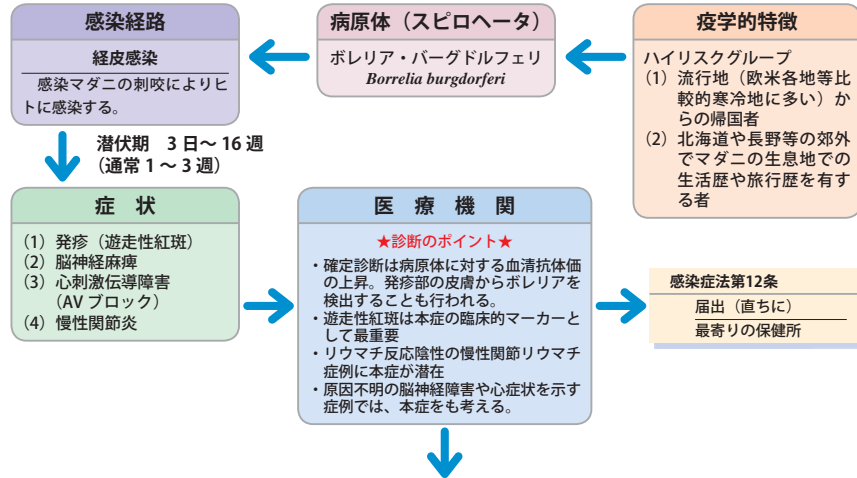 感染経路
経皮感染
感染マダニの刺咬によりヒ
トに感染する。
病原体（スピロヘータ）
ボレリア・バーグドルフェリ
Borrelia burgdorferi
疫学的特徴
ハイリスクグループ
（1）流行地（欧米各地等比
較的寒冷地に多い）か
らの帰国者
（2）北海道や長野等の郊外
でマダニの生息地での
生活歴や旅行歴を有す
る者
潜伏期　3 日～ 16 週
（通常 1 ～ 3 週）
症　状
（1）発疹（遊走性紅斑）
（2）脳神経麻痺
（3）心刺激伝導障害
（AV ブロック）
（4）慢性関節炎
医　療　機　関
★診断のポイント★
・確定診断は病原体に対する血清抗体価
の上昇。発疹部の皮膚からボレリアを
検出することも行われる。
・遊走性紅斑は本症の臨床的マーカーと
して最重要
・リウマチ反応陰性の慢性関節リウマチ
症例に本症が潜在
・原因不明の脳神経障害や心症状を示す
症例では、本症をも考える。
感染症法第12条
届出（直ちに）
最寄りの保健所